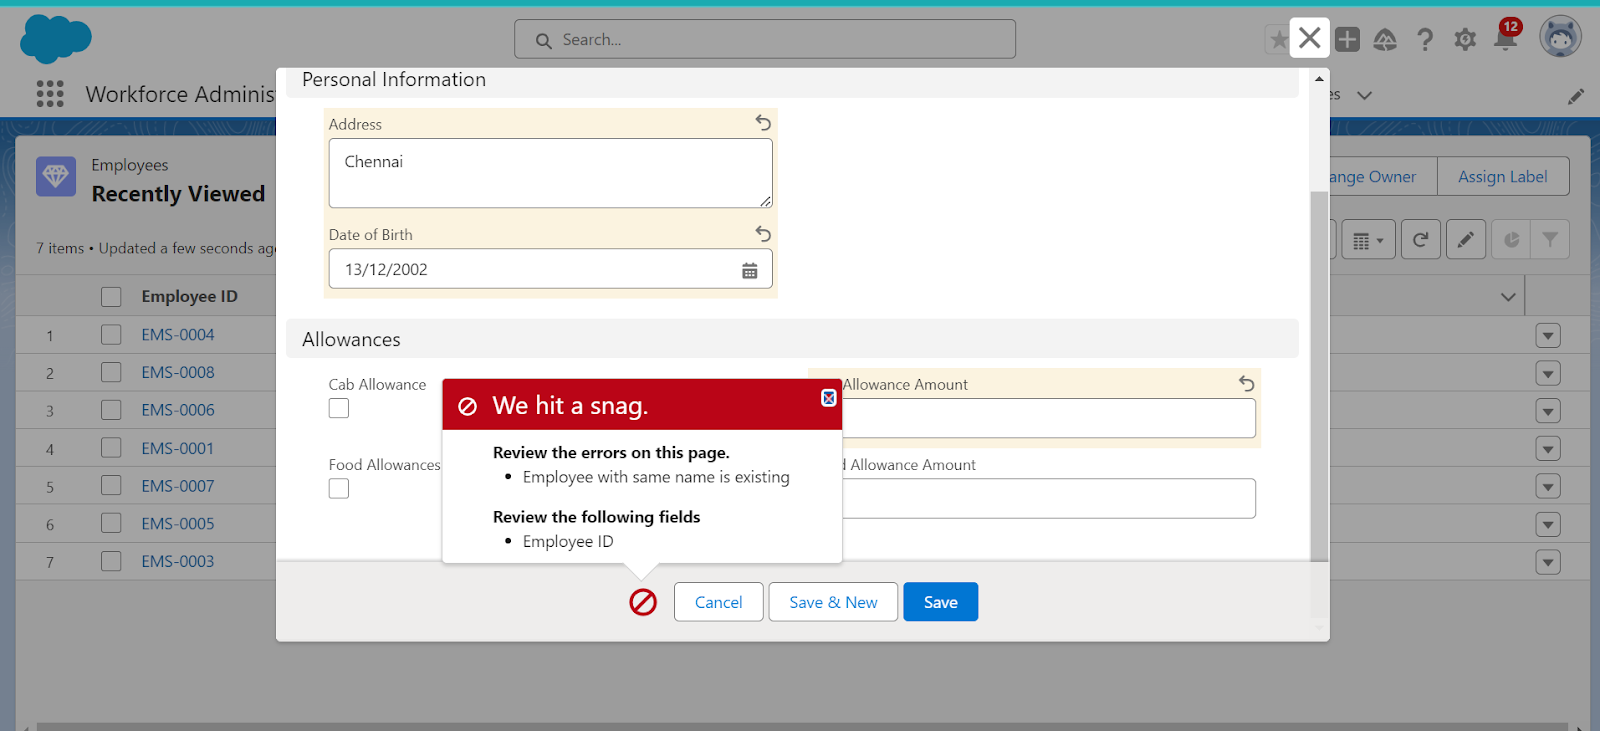 Search...
12
Workforce Adminis
es
Personal Information
Address
Chennai
Date of Birth
13/12/2002
Employees
Recently Viewed
7 items • Updated a few seconds ago
ange Owner
Assign Label
Employee ID
1 EMS-0004
2 EMS-0008
3 EMS-0006
4 EMS-0001
5 EMS-0007
6 EMS-0005
7 EMS-0003
Allowances
Cab Allowance
Allowance Amount
Food Allowances
d Allowance Amount
We hit a snag.
Review the errors on this page.
• Employee with same name is existing
Review the following fields
• Employee ID
Cancel
Save & New
Save